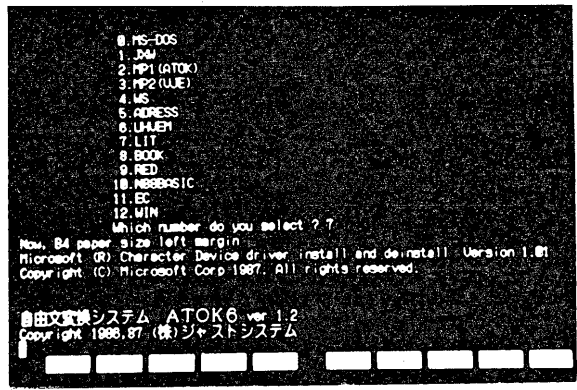 0.MS-DOS
1.JXW
2.MP1(ATOK)
3.MP2(VJE)
4.WS
5.ADRESS
6.UHUEM
7.LIT
8.BOOK
9.RED
10.N88BASIC
11.EC
12.WIN
Which number do you select ? 7
Now, B4 paper size left margin
Microsoft (R) Character Device driver install and deinstall Version 1.01
Copyright (C) Microsoft Corp 1987. All rights reserved.
自由文変換システム ATOK6 ver 1.2
Copyright 1986,87 (株)ジャストシステム